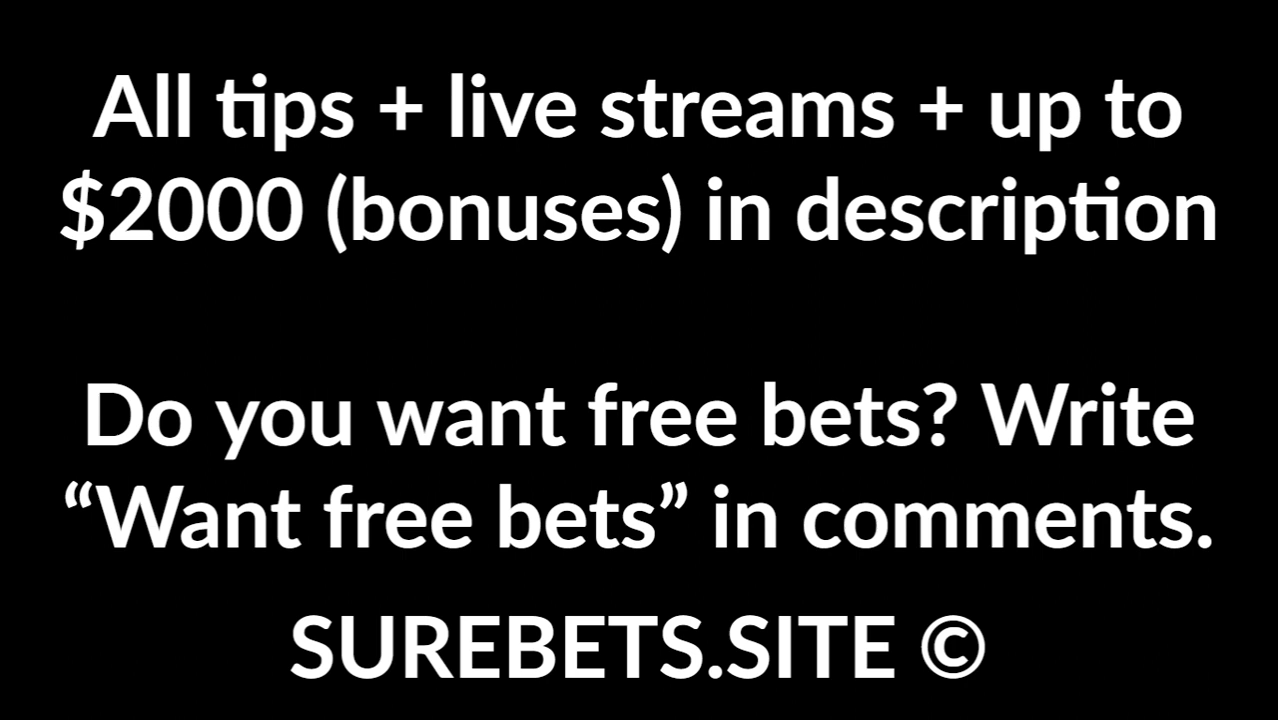 All tips + live streams + up to
$2000 (bonuses) in description
Do you want free bets? Write
“Want free bets” in comments.
SUREBETS.SITE ©